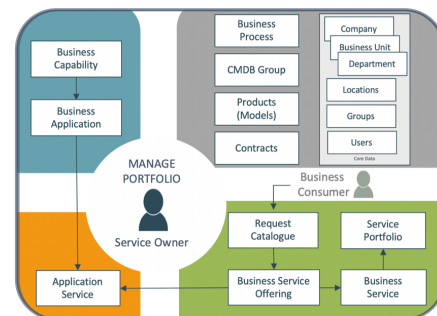 Business
Capability
Business
Application
Business
Process
CMDB Group
Products
(Models)
Contracts
Company
Business Unit
Department
Locations
Groups
Users
Core Data
MANAGE
PORTFOLIO
Service Owner
Business
Consumer
Request
Catalogue
Service
Portfolio
Application
Service
Business Service
Offering
Business
Service